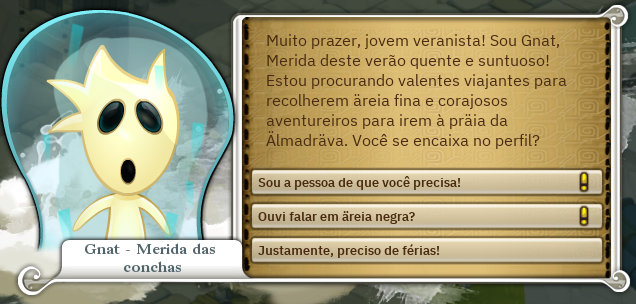 Muito prazer, jovem veranista! Sou Gnat,
Merida deste verão quente e suntuoso!
Estou procurando valentes viajantes para
recolherem äreia fina e corajosos
aventureiros para irem à präia da
Älmadräva. Você se encaixa no perfil?
Sou a pessoa de que você precisa!
Ouvi falar em äreia negra?
Justamente, preciso de férias!
Gnat - Merida das
conchas